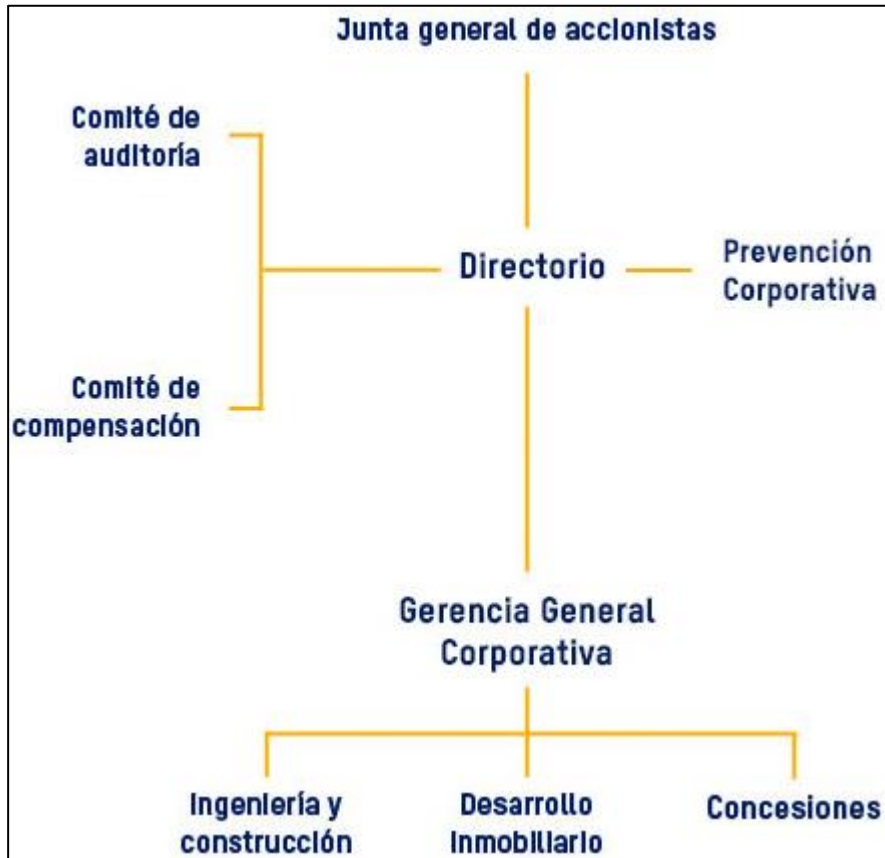 Junta general de accionistas
Comité de
auditoría
Directorio
Prevención
Corporativa
Comité de
compensación
Gerencia General
Corporativa
Ingeniería y
construcción
Desarrollo
inmobiliario
Concesiones